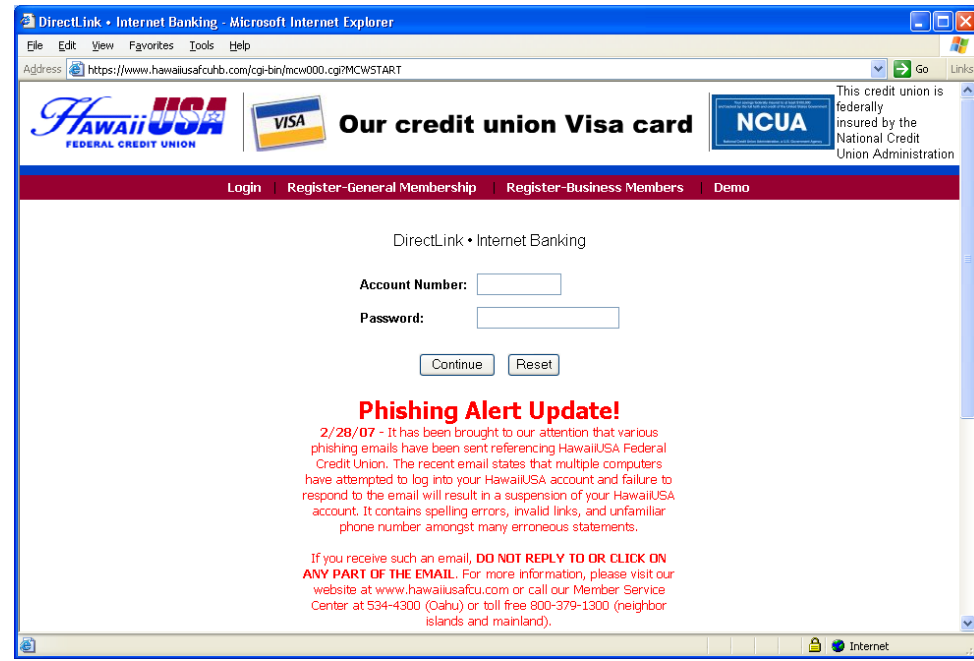 DirectLink • Internet Banking - Microsoft Internet Explorer
File Edit View Favorites Tools Help
Address https://www.hawaiiusafcuhb.com/cgi-bin/mcw000.cgi?MCWSTART Go Links
Hawaii USA
FEDERAL CREDIT UNION
VISA
Our credit union Visa card
NCUA
This credit union is
federally
insured by the
National Credit
Union Administration
Login Register-General Membership Register-Business Members Demo
DirectLink • Internet Banking
Account Number:
Password:
Continue Reset
Phishing Alert Update!
2/28/07 - It has been brought to our attention that various
phishing emails have been sent referencing HawaiiUSA Federal
Credit Union. The recent email states that multiple computers
have attempted to log into your HawaiiUSA account and failure to
respond to the email will result in a suspension of your HawaiiUSA
account. It contains spelling errors, invalid links, and unfamiliar
phone number amongst many erroneous statements.
If you receive such an email, DO NOT REPLY TO OR CLICK ON
ANY PART OF THE EMAIL. For more information, please visit our
website at www.hawaiiusafcu.com or call our Member Service
Center at 534-4300 (Oahu) or toll free 800-379-1300 (neighbor
islands and mainland).
Internet